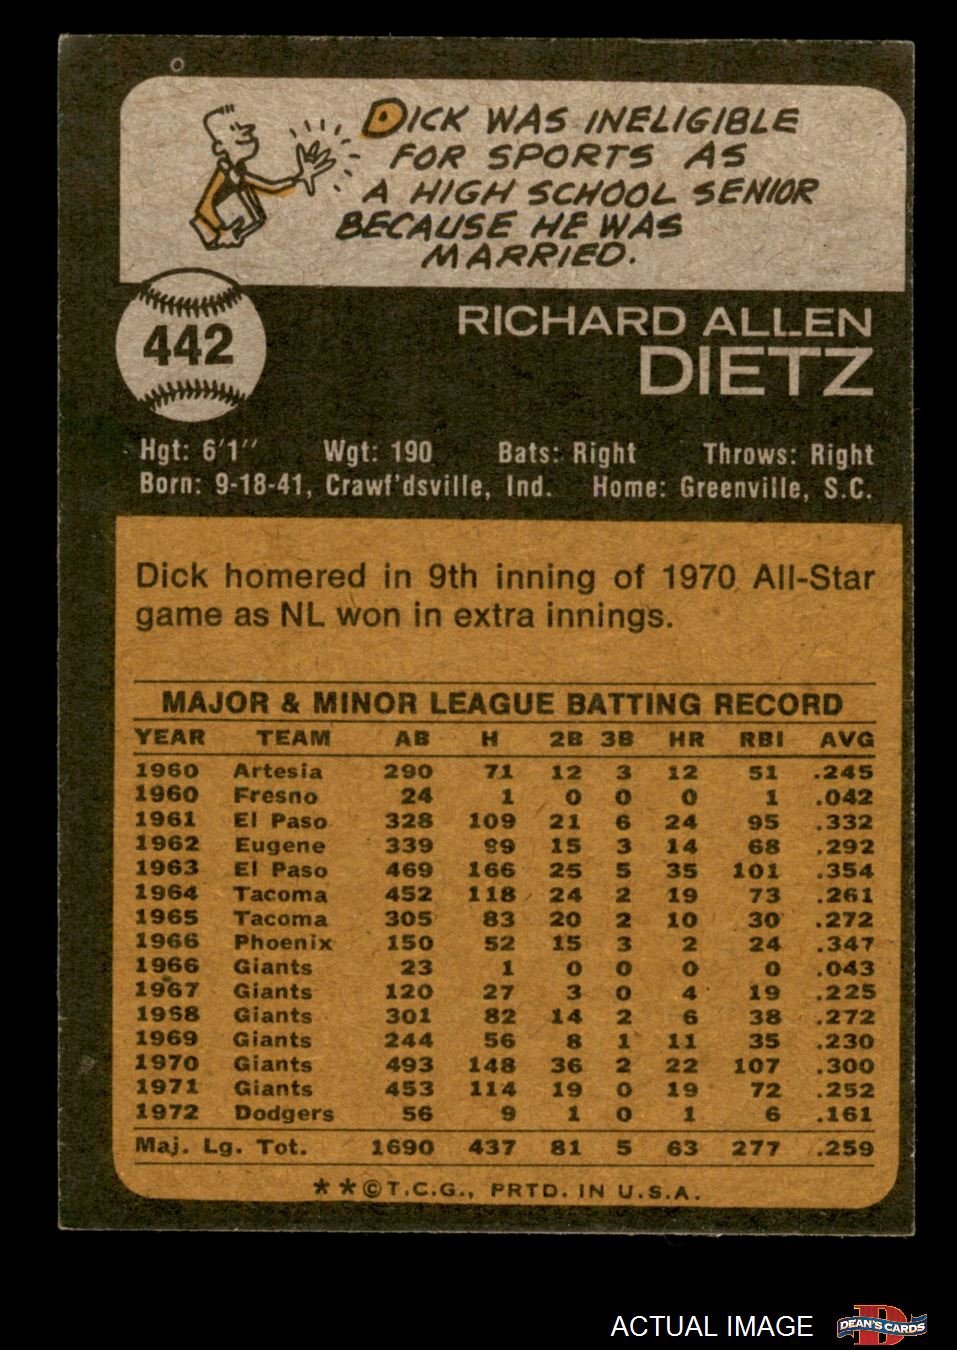 DICK WAS INELIGIBLE
FOR SPORTS AS
A HIGH SCHOOL SENIOR
BECAUSE HE WAS
MARRIED.
442
RICHARD ALLEN
DIETZ
Hgt: 6'1" Wgt: 190 Bats: Right Throws: Right
Born: 9-18-41, Crawf'dsville, Ind. Home: Greenville, S.C.
Dick homered in 9th inning of 1970 All-Star
game as NL won in extra innings.
MAJOR & MINOR LEAGUE BATTING RECORD
YEAR TEAM AB H 2B 3B HR RBI AVG
1960 Artesia 290 71 12 3 12 51 .245
1960 Fresno 24 1 0 0 0 1 .042
1961 El Paso 328 109 21 6 24 95 .332
1962 Eugene 339 99 15 3 14 68 .292
1963 El Paso 469 166 25 5 35 101 .354
1964 Tacoma 452 118 24 2 19 73 .261
1965 Tacoma 305 83 20 2 10 30 .272
1966 Phoenix 150 52 15 3 2 24 .347
1966 Giants 23 1 0 0 0 0 .043
1967 Giants 120 27 3 0 4 19 .225
1968 Giants 301 82 14 2 6 38 .272
1969 Giants 244 56 8 1 11 35 .230
1970 Giants 493 148 36 2 22 107 .300
1971 Giants 453 114 19 0 19 72 .252
1972 Dodgers 56 9 1 0 1 6 .161
Maj. Lg. Tot. 1690 437 81 5 63 277 .259
**©T.C.G., PRTD. IN U.S.A.
ACTUAL IMAGE
D
DEAN'S CARDS